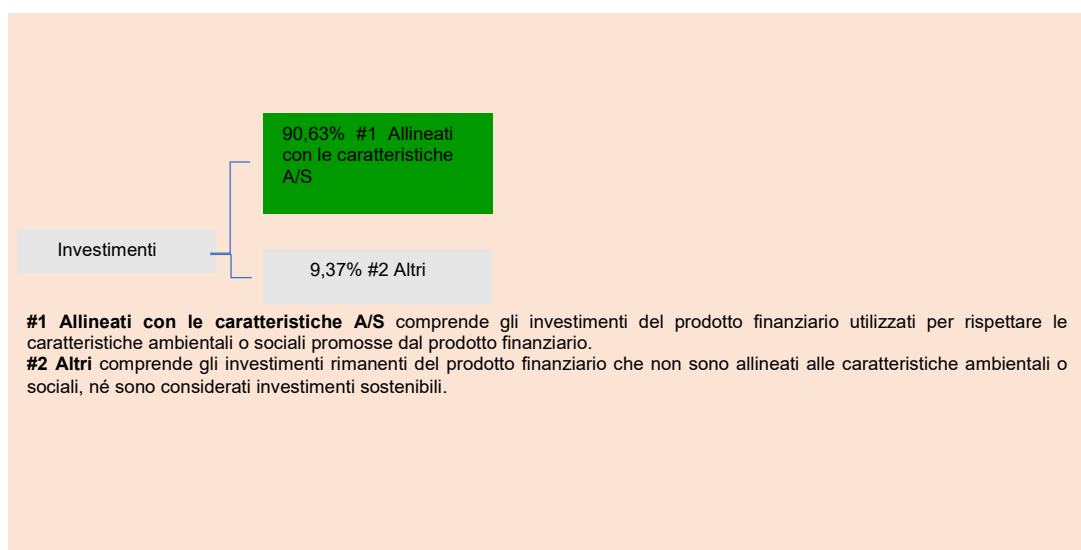 90,63% #1 Allineati
con le caratteristiche
A/S
Investimenti
9,37% #2 Altri
#1 Allineati con le caratteristiche A/S comprende gli investimenti del prodotto finanziario utilizzati per rispettare le
caratteristiche ambientali o sociali promosse dal prodotto finanziario.
#2 Altri comprende gli investimenti rimanenti del prodotto finanziario che non sono allineati alle caratteristiche ambientali o
sociali, né sono considerati investimenti sostenibili.